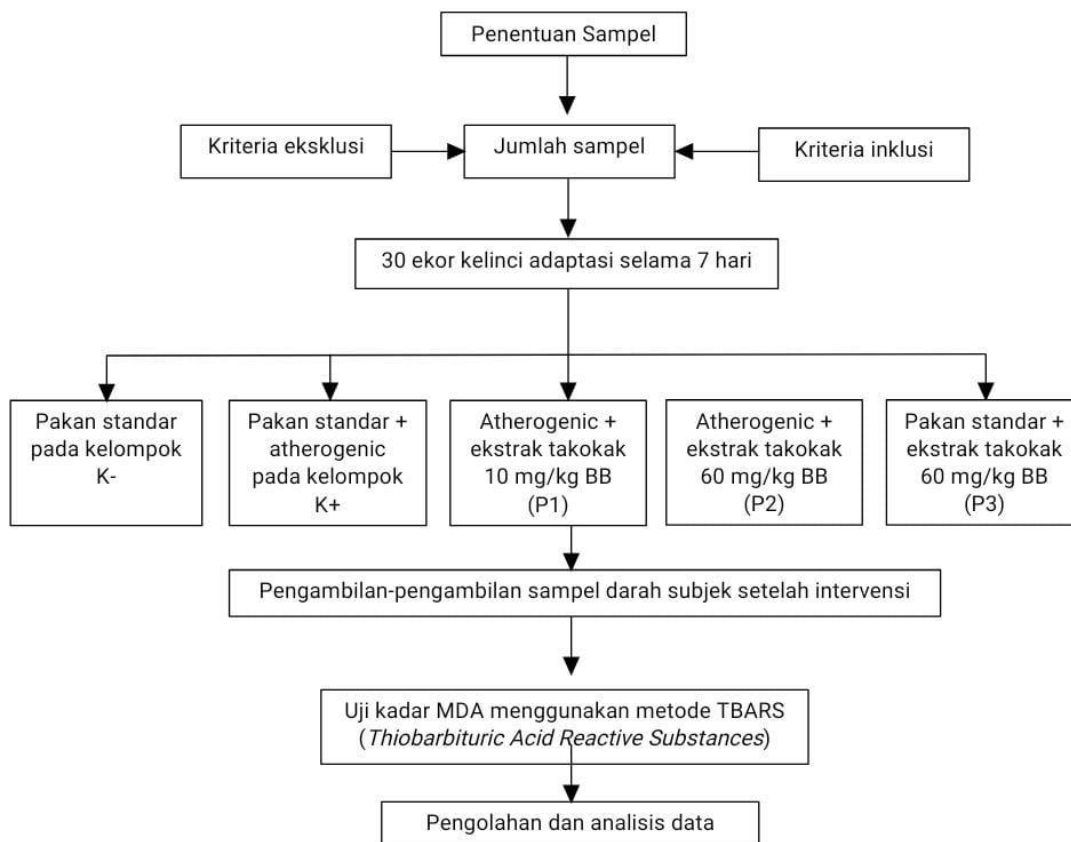 Penentuan Sampel
Kriteria eksklusi
Jumlah sampel
Kriteria inklusi
30 ekor kelinci adaptasi selama 7 hari
Pakan standar
pada kelompok
K-
Pakan standar +
atherogenic
pada kelompok
K+
Atherogenic +
ekstrak takokak
10 mg/kg BB
(P1)
Atherogenic +
ekstrak takokak
60 mg/kg BB
(P2)
Pakan standar +
ekstrak takokak
60 mg/kg BB
(P3)
Pengambilan-pengambilan sampel darah subjek setelah intervensi
Uji kadar MDA menggunakan metode TBARS
(Thiobarbituric Acid Reactive Substances)
Pengolahan dan analisis data